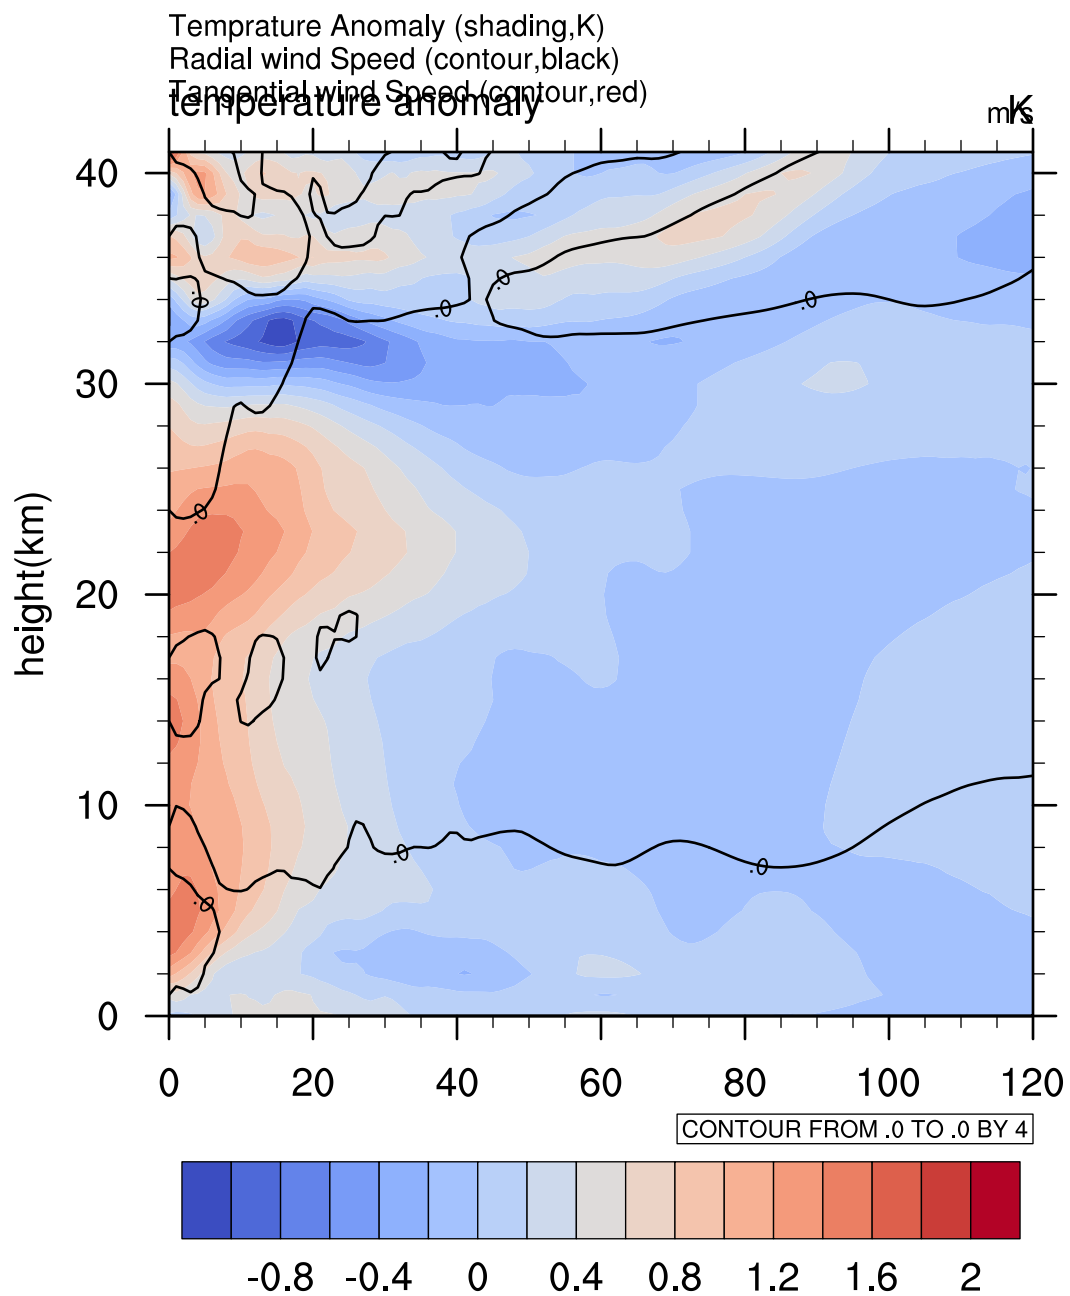 Temprature Anomaly (shading,K)
Radial wind Speed (contour,black)
Tangential wind Speed (contour,red)
temperature anomaly
m/s
K
40
30
20
10
0
height(km)
.0
.0
.0
.0
.0
.0
.0
.0
0 20 40 60 80 100 120
CONTOUR FROM .0 TO .0 BY 4
-0.8 -0.4 0 0.4 0.8 1.2 1.6 2